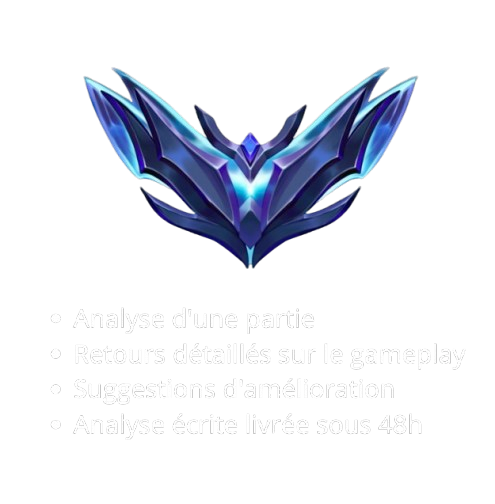 • Analyse d'une partie
• Retours détaillés sur le gameplay
• Suggestions d'amélioration
• Analyse écrite livrée sous 48h